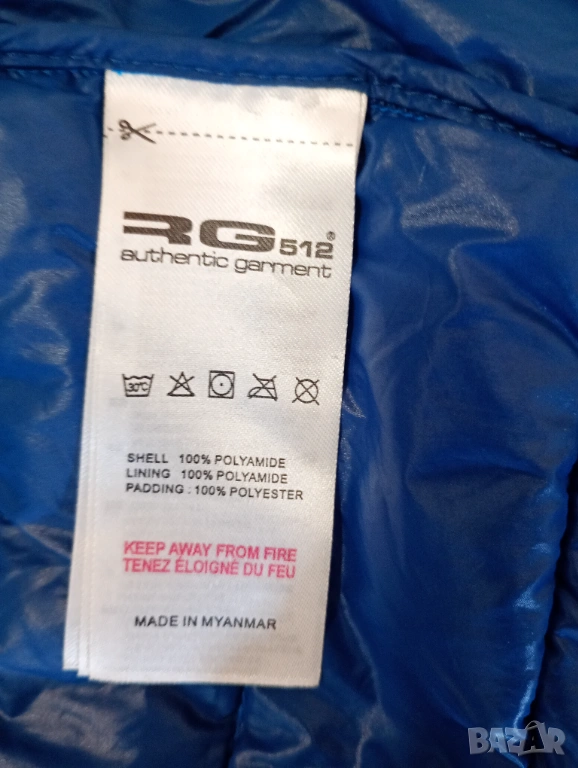 RG512®
authentic garment
30°C
SHELL 100% POLYAMIDE
LINING 100% POLYAMIDE
PADDING : 100% POLYESTER
KEEP AWAY FROM FIRE
TENEZ ÉLOIGNÉ DU FEU
MADE IN MYANMAR
BAZAR